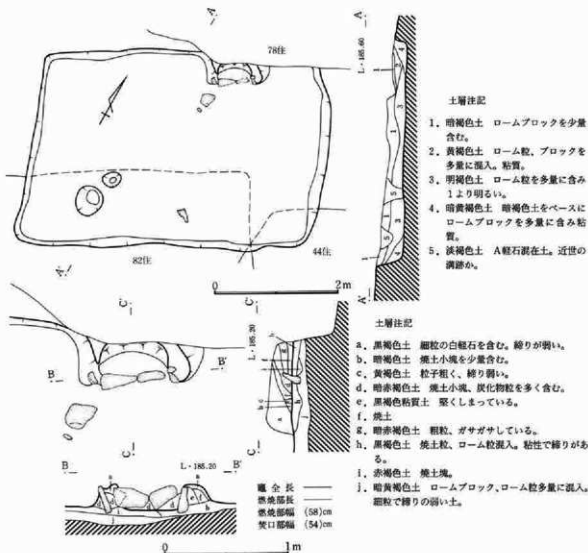 A
78住
L・185.60
A
4
2
3
1
3
1
5
1
3
4
5
1
82住
44住
A'
0
2m
A'
土層注記
1．暗褐色土　ロームブロックを少量
含む。
2．黄褐色土　ローム粒、ブロックを
多量に混入。粘質。
3．明褐色土　ローム粒を多量に含み
1より明るい。
4．暗黄褐色土　暗褐色土をベースに
ロームブロックを多量に含み粘
質。
5．淡褐色土　A軽石混在土。近世の
溝跡か。
C'
C'
L・185.20
B
B'
C
C
B
L・185.20
B'
竈全長 ――
燃焼部長 ――
燃焼部幅 (58)cm
焚口部幅 (54)cm
0
1m
土層注記
a．黒褐色土　細粒の白軽石を含む。締りが弱い。
b．暗褐色土　焼土小塊を少量含む。
c．黄褐色土　粒子粗く、締り弱い。
d．暗赤褐色土　焼土小塊、炭化物粒を多く含む。
e．黒褐色粘質土　堅くしまっている。
f．焼土
g．暗赤褐色土　粗粒、ガサガサしている。
h．黒褐色土　焼土粒、ローム粒混入。粘性で締りがあ
る。
i．赤褐色土　焼土塊。
j．暗黄褐色土　ロームブロック、ローム粒多量に混入。
細粒で締りの弱い土。